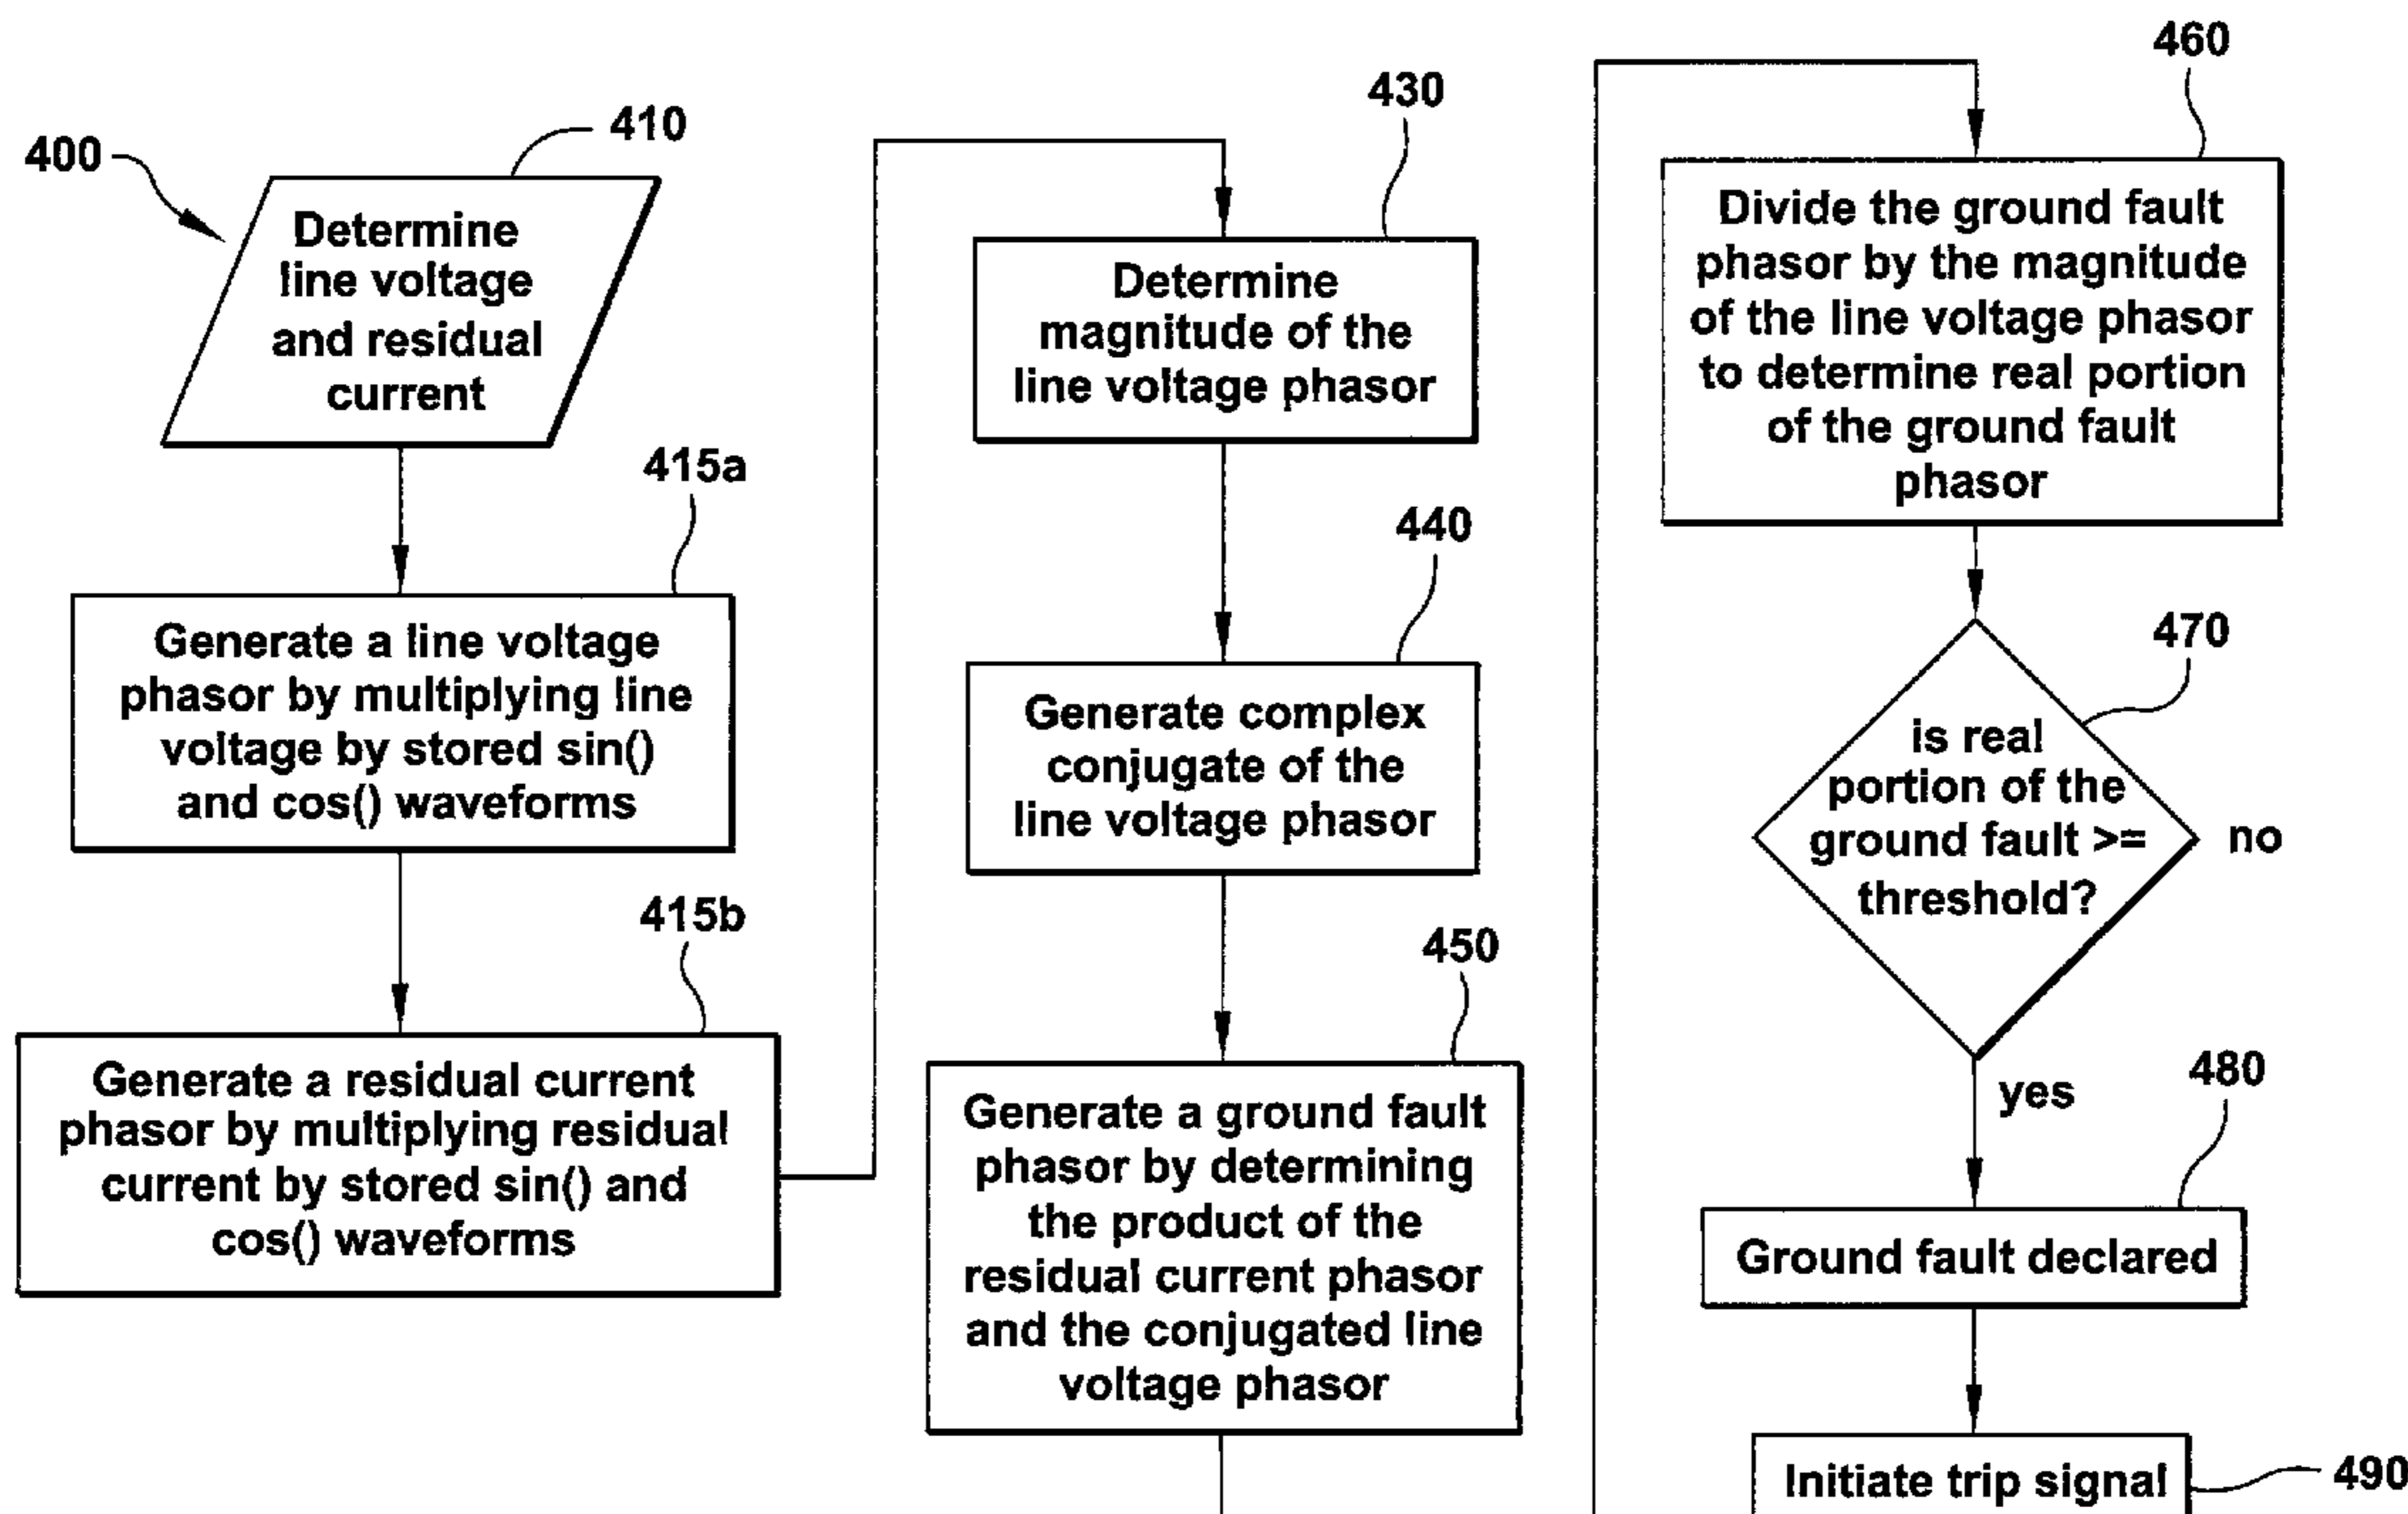 400
410
Determine
line voltage
and residual
current
415a
Generate a line voltage
phasor by multiplying line
voltage by stored sin()
and cos() waveforms
415b
Generate a residual current
phasor by multiplying residual
current by stored sin() and
cos() waveforms
430
Determine
magnitude of the
line voltage phasor
440
Generate complex
conjugate of the
line voltage phasor
450
Generate a ground fault
phasor by determining
the product of the
residual current phasor
and the conjugated line
voltage phasor
460
Divide the ground fault
phasor by the magnitude
of the line voltage phasor
to determine real portion
of the ground fault
phasor
470
is real
portion of the
ground fault >=
threshold?
no
yes
480
Ground fault declared
Initiate trip signal
490